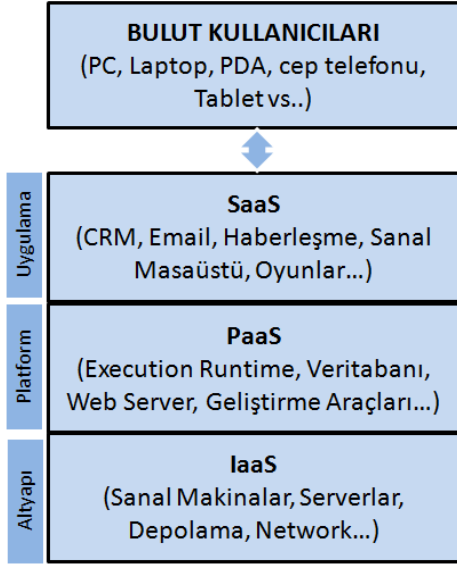 BULUT KULLANICILARI
(PC, Laptop, PDA, cep telefonu,
Tablet vs..)
Uygulama
SaaS
(CRM, Email, Haberleşme, Sanal
Masaüstü, Oyunlar...)
Platform
PaaS
(Execution Runtime, Veritabanı,
Web Server, Geliştirme Araçları...)
Altyapı
IaaS
(Sanal Makinalar, Serverlar,
Depolama, Network...)